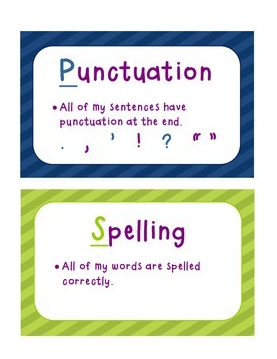 Punctuation
• All of my sentences have
punctuation at the end.
. , ’ ! ? “ ”
Spelling
• All of my words are spelled
correctly.